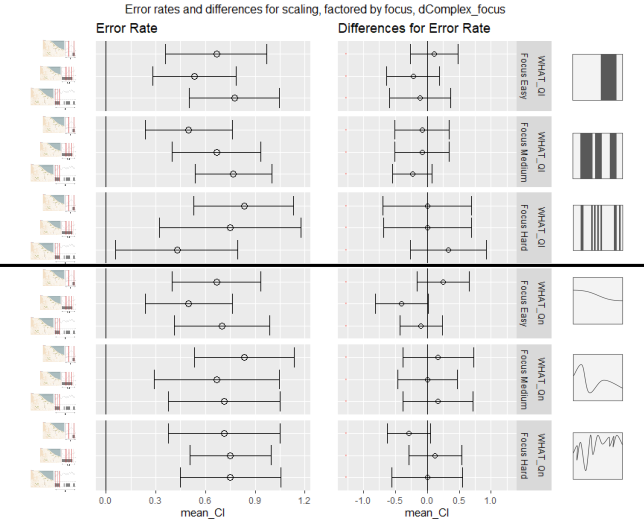 Error rates and differences for scaling, factored by focus, dComplex_focus
Error Rate
Differences for Error Rate
WHAT_Ql
Focus Easy
WHAT_Ql
Focus Medium
WHAT_Ql
Focus Hard
WHAT_Qn
Focus Easy
WHAT_Qn
Focus Medium
WHAT_Qn
Focus Hard
0.0 0.3 0.6 0.9 1.2
-1.0 -0.5 0.0 0.5 1.0
mean_CI
mean_CI